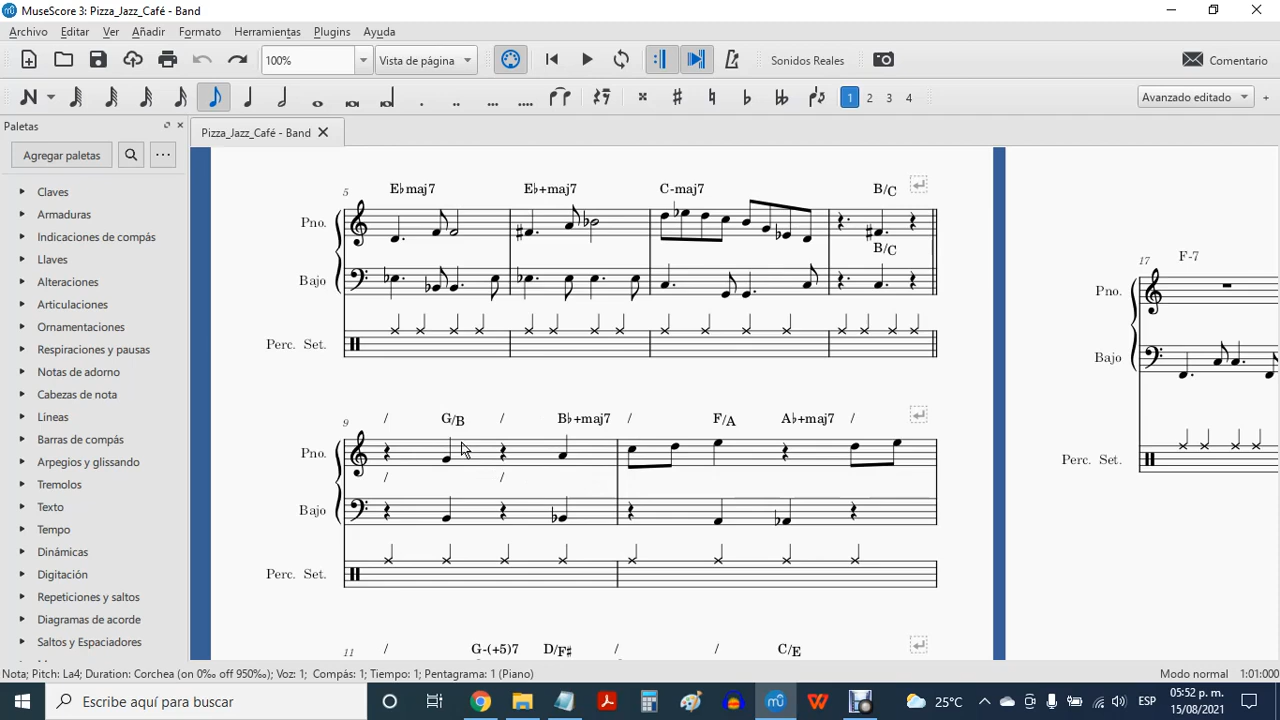 MuseScore 3: Pizza_Jazz_Café - Band
Archivo Editar Ver Añadir Formato Herramientas Plugins Ayuda
100% Vista de página Sonidos Reales Comentario
1 2 3 4 Avanzado editado
Paletas Pizza_Jazz_Café - Band
Agregar paletas
Claves
Armaduras
Indicaciones de compás
Llaves
Alteraciones
Articulaciones
Ornamentaciones
Respiraciones y pausas
Notas de adorno
Cabezas de nota
Líneas
Barras de compás
Arpegios y glissando
Tremolos
Texto
Tempo
Dinámicas
Digitación
Repeticiones y saltos
Diagramas de acorde
Saltos y Espaciadores
5 E♭maj7 E♭+maj7 C-maj7 B/C
Pno.
B/C
Bajo
Perc. Set.
9 / G/B / B♭+maj7 / F/A A♭+maj7 /
Pno.
/ /
Bajo
Perc. Set.
11 / G-(+5)7 D/F♯ / / C/E
17 F-7
Pno.
Bajo
Perc. Set.
Nota; Pitch: La4; Duration: Corchea (on 0‰ off 950‰); Voz: 1; Compás: 1; Tiempo: 1; Pentagrama: 1 (Piano) Modo normal 1:01:000
Escribe aquí para buscar 25°C ESP 05:52 p. m.
15/08/2021